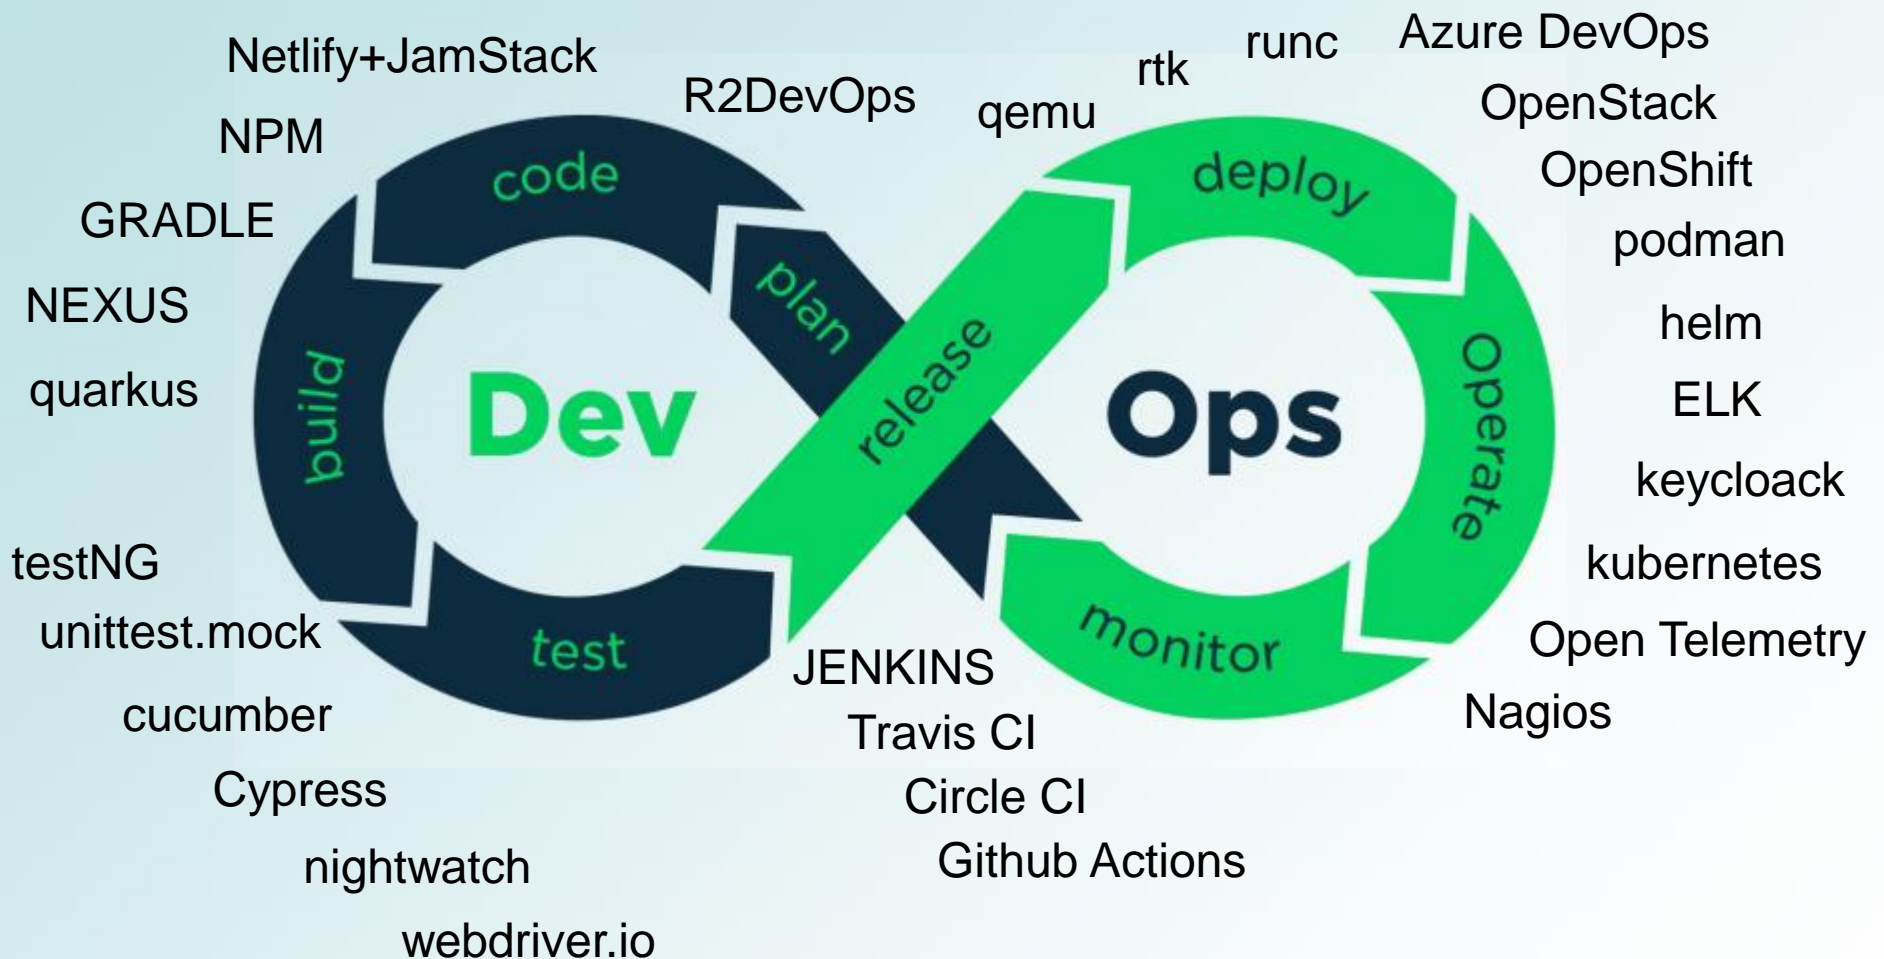 Netlify+JamStack
R2DevOps
qemu
rtk
runc
Azure DevOps
OpenStack
OpenShift
podman
helm
ELK
keycloack
kubernetes
Open Telemetry
Nagios
NPM
GRADLE
NEXUS
quarkus
testNG
unittest.mock
cucumber
Cypress
nightwatch
webdriver.io
JENKINS
Travis CI
Circle CI
Github Actions
code
plan
build
test
release
deploy
Operate
monitor
Dev
Ops